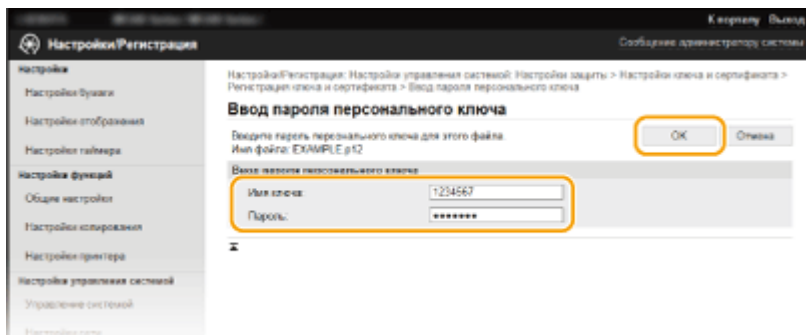 К порталу Выход
Настройки/Регистрация
Сообщение администратору системы
Настройка
Настройки бумаги
Настройки отображения
Настройки таймера
Настройки функций
Общие настройки
Настройки копирования
Настройки принтера
Настройки управления системой
Управление системой
Настройки/Регистрация: Настройки управления системой: Настройки защиты > Настройки ключа и сертификата >
Регистрация ключа и сертификата > Ввод пароля персонального ключа
Ввод пароля персонального ключа
Введите пароль персонального ключа для этого файла.
Имя файла: EXAMPLE.p12
OK Отмена
Ввод пароля персонального ключа
Имя ключа: 1234567
Пароль: •••••••